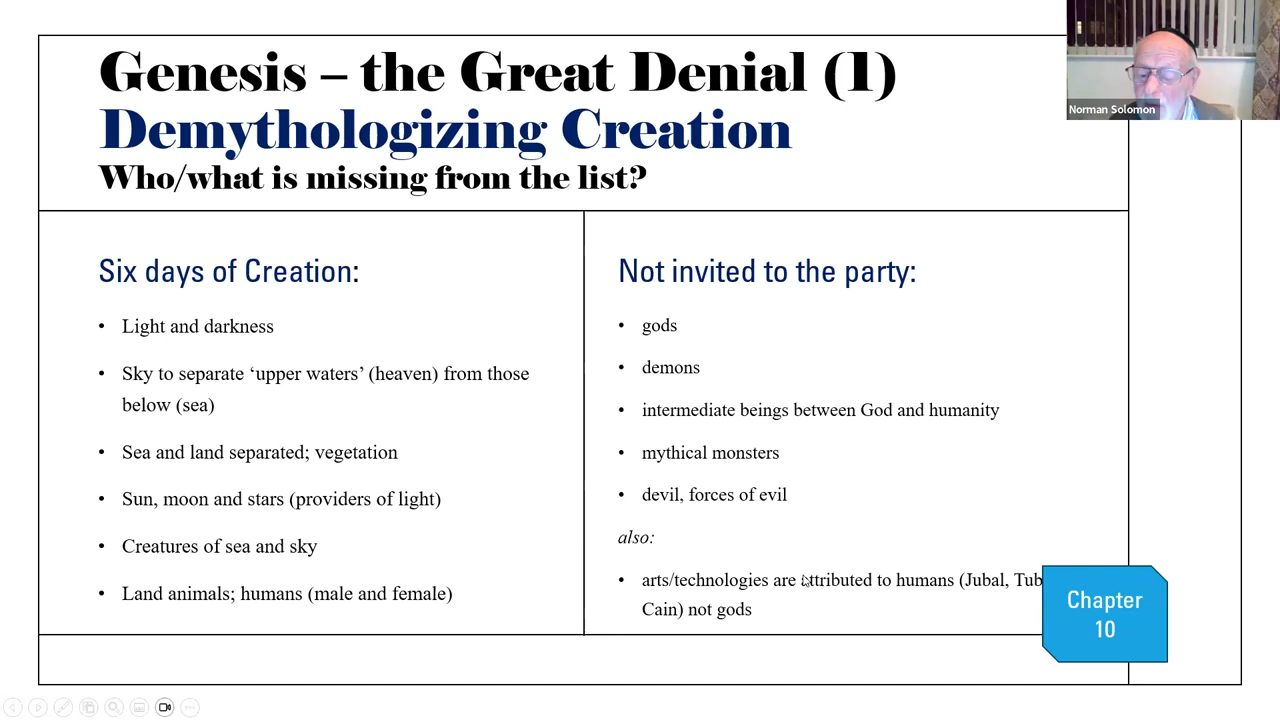 Genesis – the Great Denial (1)
Demythologizing Creation
Who/what is missing from the list?
Norman Solomon
Six days of Creation:
• Light and darkness
• Sky to separate ‘upper waters’ (heaven) from those
below (sea)
• Sea and land separated; vegetation
• Sun, moon and stars (providers of light)
• Creatures of sea and sky
• Land animals; humans (male and female)
Not invited to the party:
• gods
• demons
• intermediate beings between God and humanity
• mythical monsters
• devil, forces of evil
also:
• arts/technologies are attributed to humans (Jubal, Tub
Cain) not gods
Chapter
10